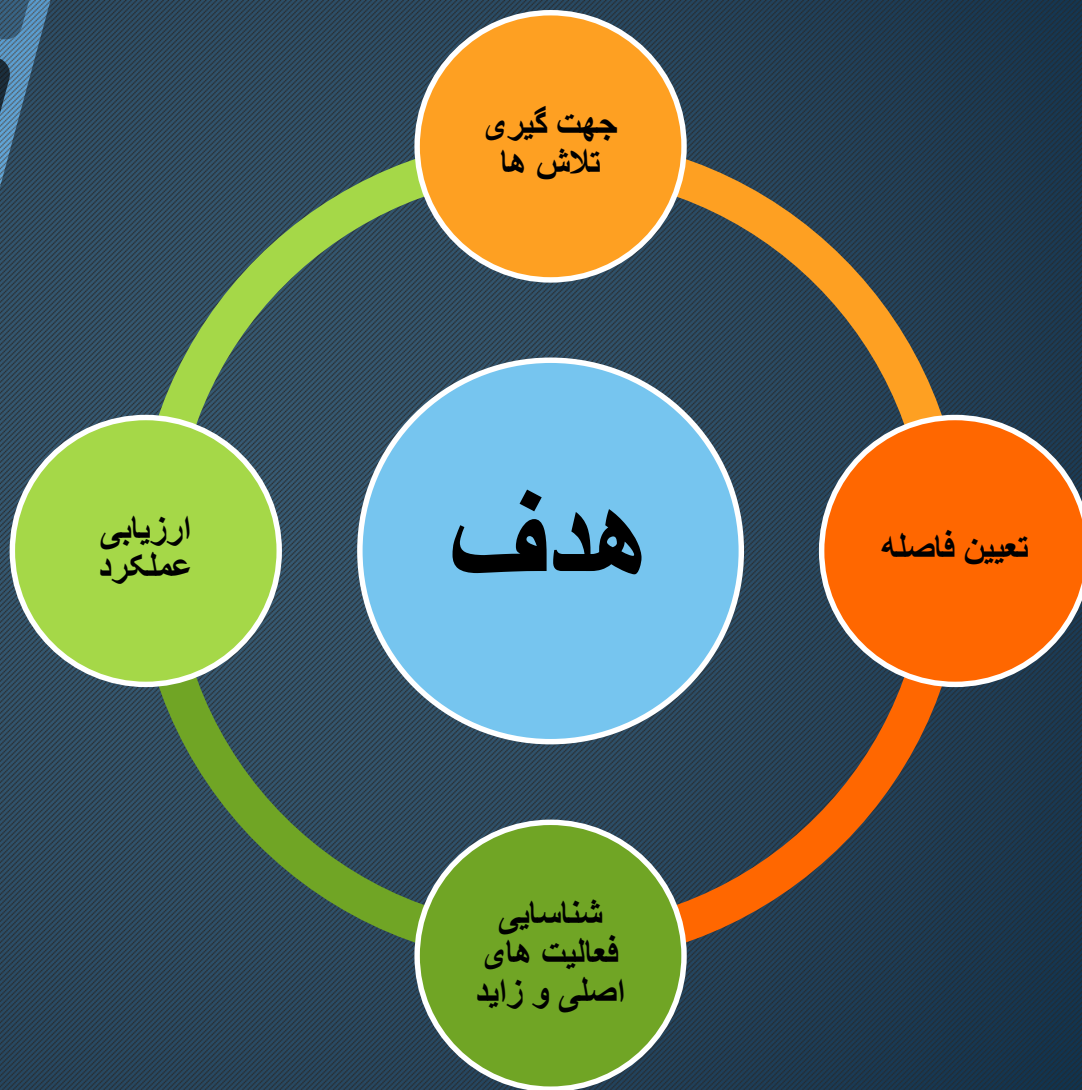 جهت گیری
تلاش ها
هدف
تعیین فاصله
شناسایی
فعالیت های
اصلی و زاید
ارزیابی
عملکرد